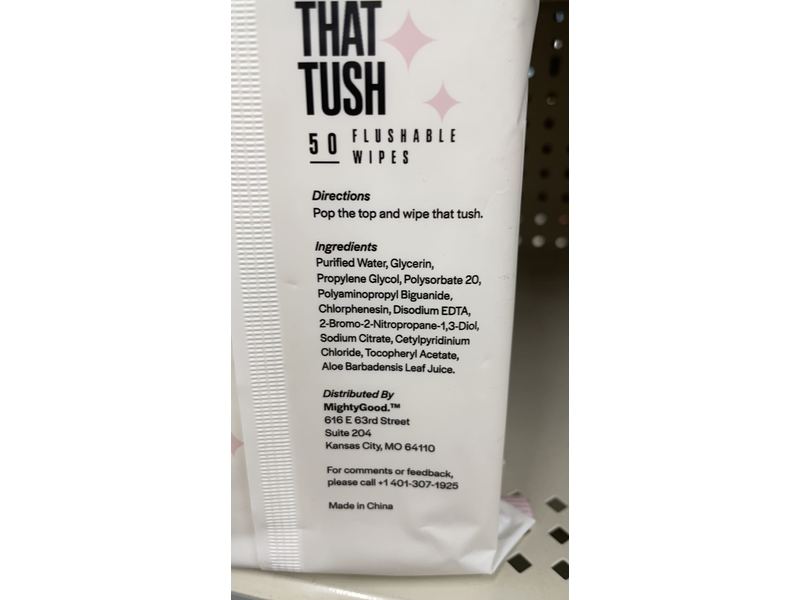 THAT
TUSH
50 FLUSHABLE
WIPES
Directions
Pop the top and wipe that tush.
Ingredients
Purified Water, Glycerin,
Propylene Glycol, Polysorbate 20,
Polyaminopropyl Biguanide,
Chlorphenesin, Disodium EDTA,
2-Bromo-2-Nitropropane-1,3-Diol,
Sodium Citrate, Cetylpyridinium
Chloride, Tocopheryl Acetate,
Aloe Barbadensis Leaf Juice.
Distributed By
MightyGood.™
616 E 63rd Street
Suite 204
Kansas City, MO 64110
For comments or feedback,
please call +1 401-307-1925
Made in China